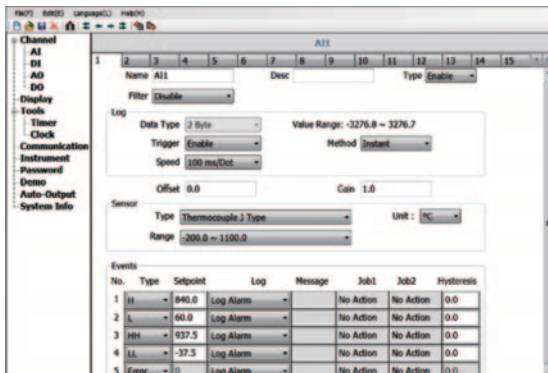 File(F) Edit(E) Language(L) Help(H)
Channel
AI
DI
AO
DO
Display
Tools
Timer
Clock
Communication
Instrument
Password
Demo
Auto-Output
System Info
AI1
1 2 3 4 5 6 7 8 9 10 11 12 13 14 15
Name AI1 Desc Type Enable
Filter Disable
Log
Data Type 2 Byte Value Range: -3276.8 ~ 3276.7
Trigger Enable Method Instant
Speed 100 ms/Dot
Offset 0.0 Gain 1.0
Sensor
Type Thermocouple J Type Unit : °C
Range -200.0 ~ 1100.0
Events
No. Type Setpoint Log Message Job1 Job2 Hysteresis
1 H 840.0 Log Alarm No Action No Action 0.0
2 L 60.0 Log Alarm No Action No Action 0.0
3 HH 937.5 Log Alarm No Action No Action 0.0
4 LL -37.5 Log Alarm No Action No Action 0.0
5 Error 0 Log Alarm No Action No Action 0.0